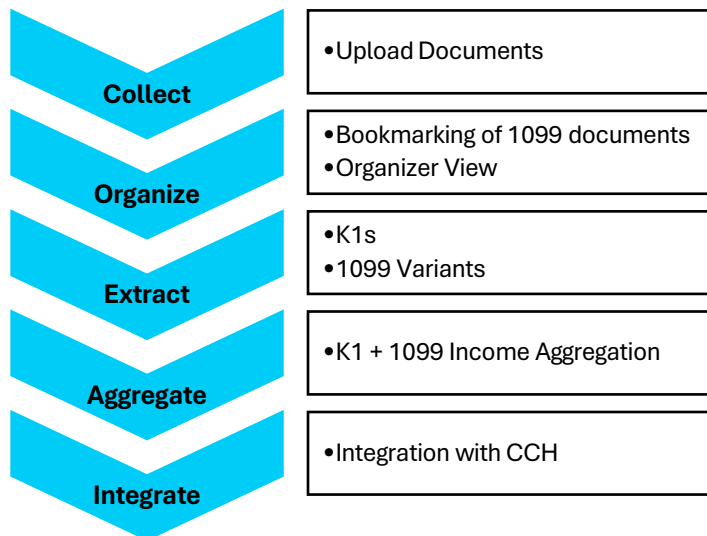 Collect
•Upload Documents
Organize
•Bookmarking of 1099 documents
•Organizer View
Extract
•K1s
•1099 Variants
Aggregate
•K1 + 1099 Income Aggregation
Integrate
•Integration with CCH